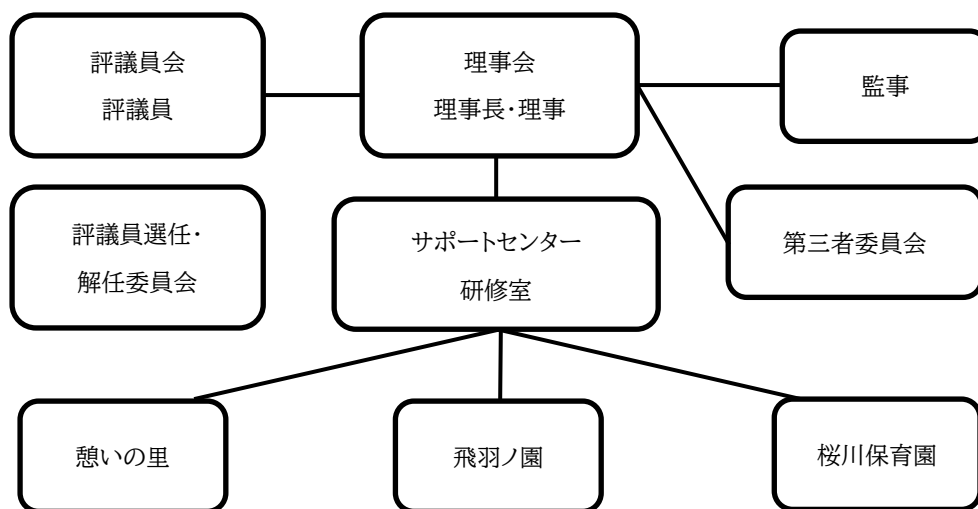 評議員会
評議員
理事会
理事長・理事
監事
評議員選任・
解任委員会
サポートセンター
研修室
第三者委員会
憩いの里
飛羽ノ園
桜川保育園